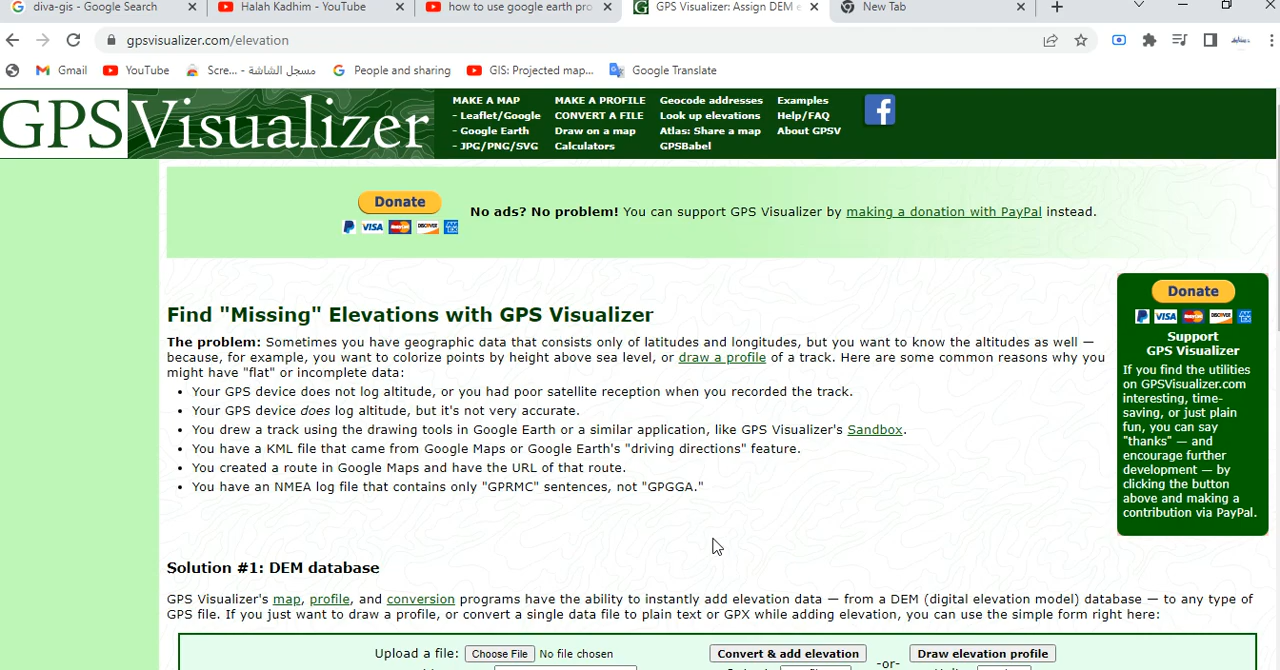 diva-gis - Google Search
Halah Kadhim - YouTube
how to use google earth pro
GPS Visualizer: Assign DEM e
New Tab
gpsvisualizer.com/elevation
Gmail
YouTube
Scre... - مسجل الشاشة
People and sharing
GIS: Projected map...
Google Translate
GPSVisualizer
MAKE A MAP
- Leaflet/Google
- Google Earth
- JPG/PNG/SVG
MAKE A PROFILE
CONVERT A FILE
Draw on a map
Calculators
Geocode addresses
Look up elevations
Atlas: Share a map
GPSBabel
Examples
Help/FAQ
About GPSV
Donate
VISA
DISCOVER
No ads? No problem! You can support GPS Visualizer by making a donation with PayPal instead.
Find "Missing" Elevations with GPS Visualizer
The problem: Sometimes you have geographic data that consists only of latitudes and longitudes, but you want to know the altitudes as well —
because, for example, you want to colorize points by height above sea level, or draw a profile of a track. Here are some common reasons why you
might have "flat" or incomplete data:
• Your GPS device does not log altitude, or you had poor satellite reception when you recorded the track.
• Your GPS device does log altitude, but it's not very accurate.
• You drew a track using the drawing tools in Google Earth or a similar application, like GPS Visualizer's Sandbox.
• You have a KML file that came from Google Maps or Google Earth's "driving directions" feature.
• You created a route in Google Maps and have the URL of that route.
• You have an NMEA log file that contains only "GPRMC" sentences, not "GPGGA."
Donate
VISA
DISCOVER
Support
GPS Visualizer
If you find the utilities
on GPSVisualizer.com
interesting, time-
saving, or just plain
fun, you can say
"thanks" — and
encourage further
development — by
clicking the button
above and making a
contribution via PayPal.
Solution #1: DEM database
GPS Visualizer's map, profile, and conversion programs have the ability to instantly add elevation data — from a DEM (digital elevation model) database — to any type of
GPS file. If you just want to draw a profile, or convert a single data file to plain text or GPX while adding elevation, you can use the simple form right here:
Upload a file: Choose File No file chosen
Convert & add elevation
-or-
Draw elevation profile